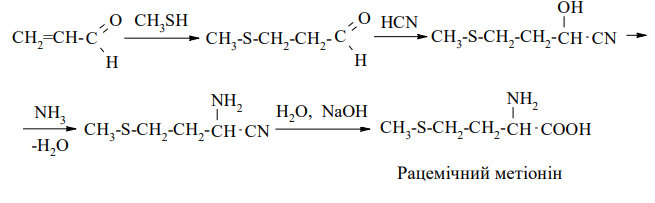 CH₂=CH-C O H CH₃SH CH₃-S-CH₂-CH₂-C O H HCN CH₃-S-CH₂-CH₂-CH-CN OH
NH₃ -H₂O CH₃-S-CH₂-CH₂-CH-CN NH₂ H₂O, NaOH CH₃-S-CH₂-CH₂-CH-COOH NH₂
Рацемічний метіонін